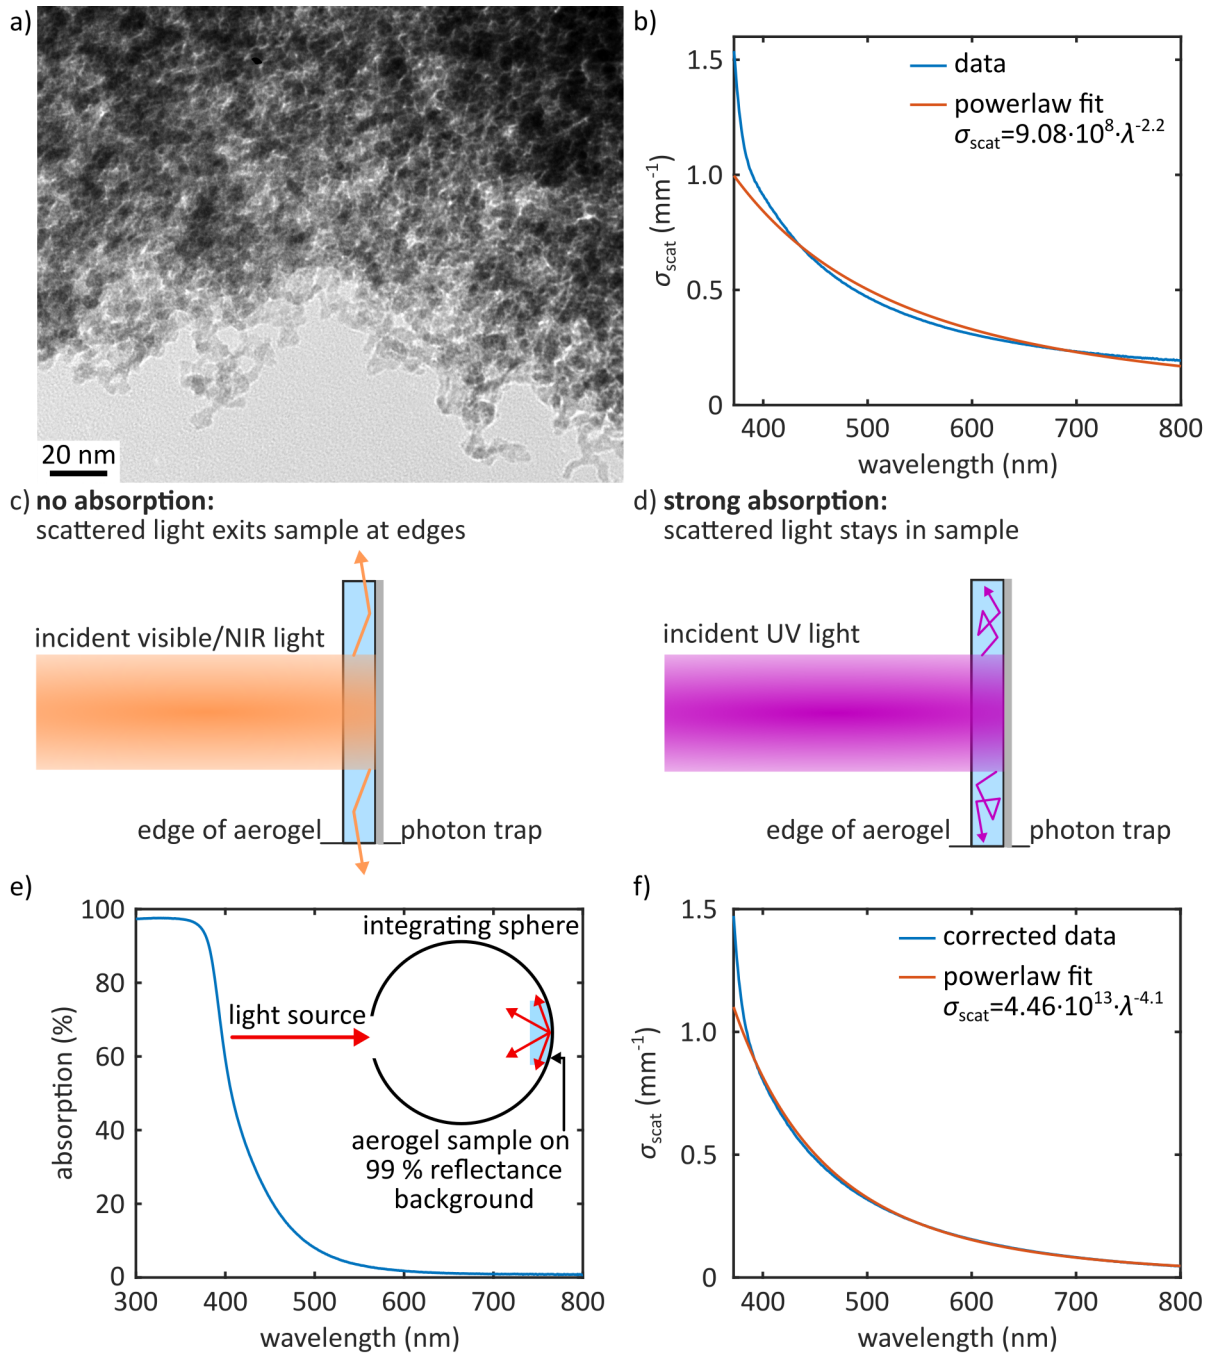 a)
20 nm
b)
data
powerlaw fit
σscat=9.08·10⁸·λ⁻²·²
1.5
1.0
0.5
0
σscat (mm⁻¹)
400 500 600 700 800
wavelength (nm)
c) no absorption:
scattered light exits sample at edges
incident visible/NIR light
edge of aerogel
photon trap
d) strong absorption:
scattered light stays in sample
incident UV light
edge of aerogel
photon trap
e)
100
80
60
40
20
0
absorption (%)
integrating sphere
light source
aerogel sample on
99 % reflectance
background
300 400 500 600 700 800
wavelength (nm)
f)
corrected data
powerlaw fit
σscat=4.46·10¹³·λ⁻⁴·¹
1.5
1.0
0.5
0
σscat (mm⁻¹)
400 500 600 700 800
wavelength (nm)